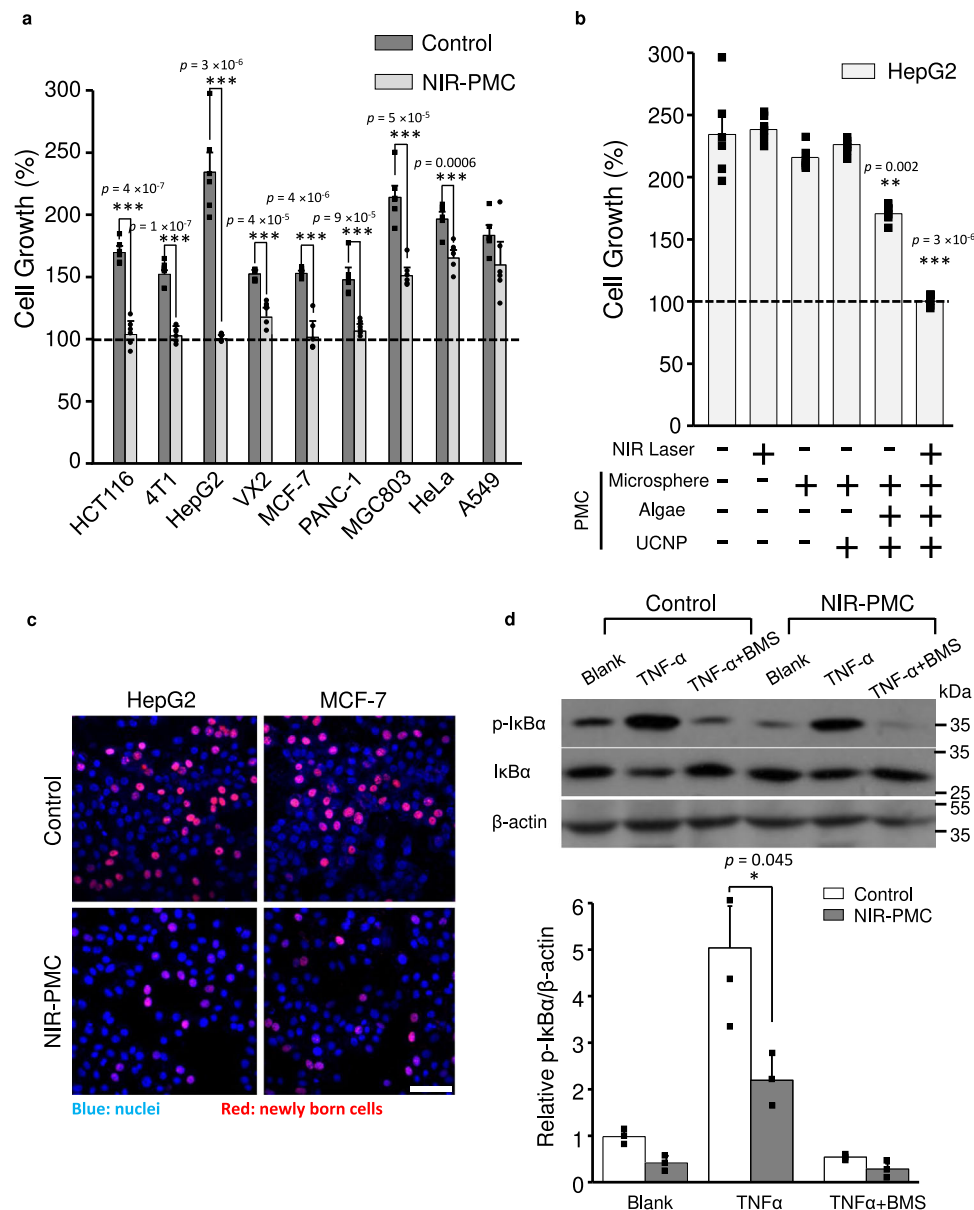 a
Control
NIR-PMC
p = 3 ×10-6
***
p = 5 ×10-5
***
p = 0.0006
***
p = 4 ×10-7
***
p = 1×10-7
***
p = 4 ×10-5
***
p = 4 ×10-6
***
p = 9×10-5
***
Cell Growth (%)
300
250
200
150
100
50
0
HCT116
4T1
HepG2
VX2
MCF-7
PANC-1
MGC803
HeLa
A549
b
HepG2
p = 0.002
**
p = 3 ×10-6
***
Cell Growth (%)
300
250
200
150
100
50
0
NIR Laser - + - - - +
Microsphere - - + + + +
Algae - - - - + +
UCNP - - - + + +
PMC
c
HepG2 MCF-7
Control
NIR-PMC
Blue: nuclei Red: newly born cells
d
Control NIR-PMC
Blank TNF-α TNF-α+BMS Blank TNF-α TNF-α+BMS
kDa
p-IκBα
35
35
IκBα
25
55
β-actin
35
p = 0.045
*
Control
NIR-PMC
Relative p-IκBα/β-actin
6
5
4
3
2
1
0
Blank TNFα TNFα+BMS